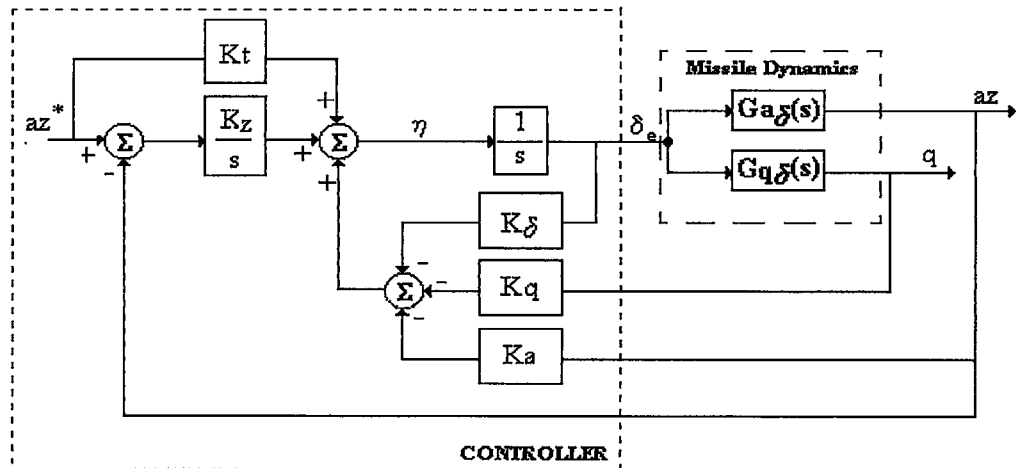 Kt
Missile Dynamics
az*
+
Kz
s
+
+
-
Σ
+
Σ
+
η
1
s
δe
Gaδ(s)
az
Gqδ(s)
q
Kδ
-
Σ
-
Kq
-
Ka
CONTROLLER